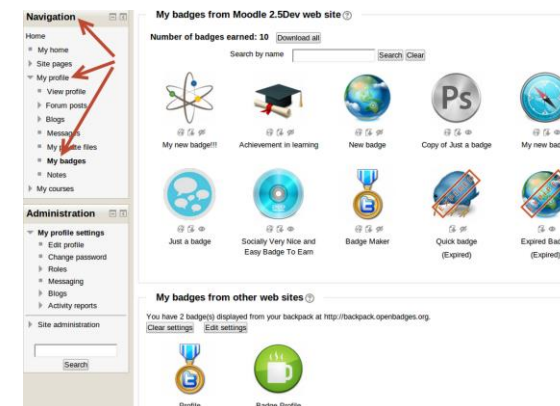 Navigation
Home
My home
Site pages
My profile
View profile
Forum posts
Blogs
Messages
My private files
My badges
Notes
My courses
Administration
My profile settings
Edit profile
Change password
Roles
Messaging
Blogs
Activity reports
Site administration
Search
My badges from Moodle 2.5Dev web site
Number of badges earned: 10 Download all
Search by name Search Clear
Ps
My new badge!!! Achievement in learning New badge Copy of Just a badge My new bad
Just a badge Socially Very Nice and Badge Maker Quick badge Expired Bad
Easy Badge To Earn (Expired) (Expired)
My badges from other web sites
You have 2 badge(s) displayed from your backpack at http://backpack.openbadges.org.
Clear settings Edit settings
Profile Badge Profile